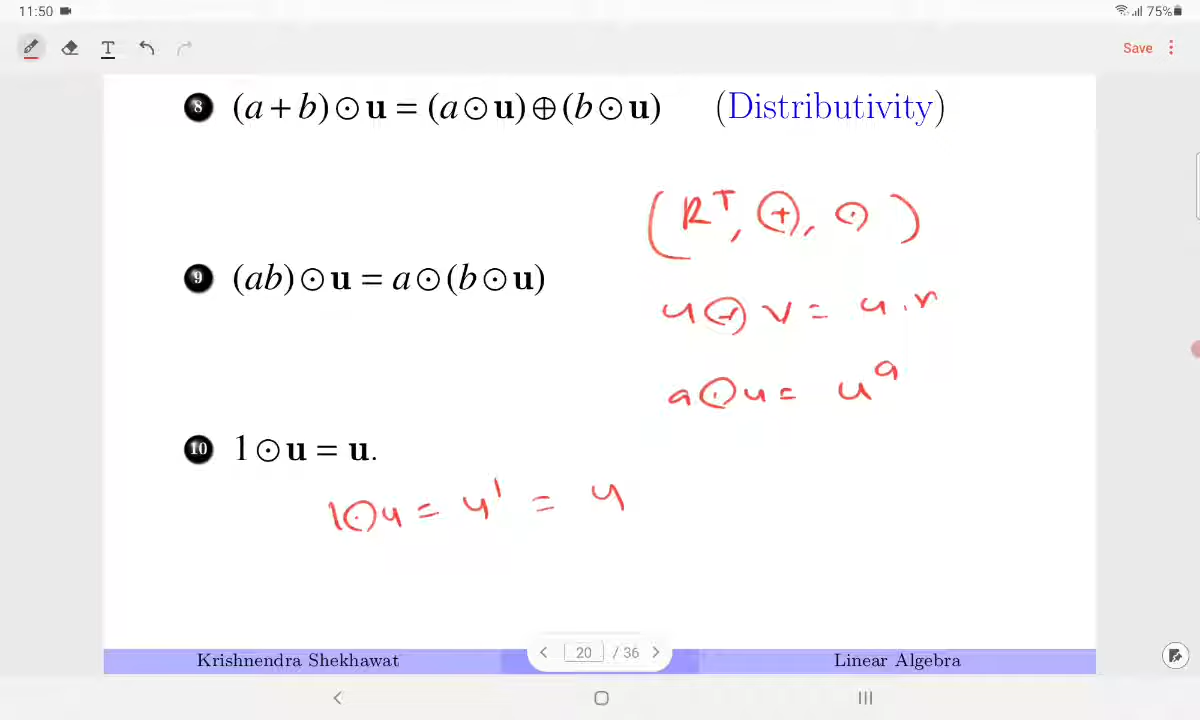 11:50 75%
T Save
8 (a+b)⊙u = (a⊙u)⊕(b⊙u) (Distributivity)
(R⁺, ⊕, ⊙)
9 (ab)⊙u = a⊙(b⊙u)
u⊕v = u.v
a⊙u = uᵃ
10 1⊙u = u.
1⊙u = u¹ = u
20 / 36
Krishnendra Shekhawat Linear Algebra